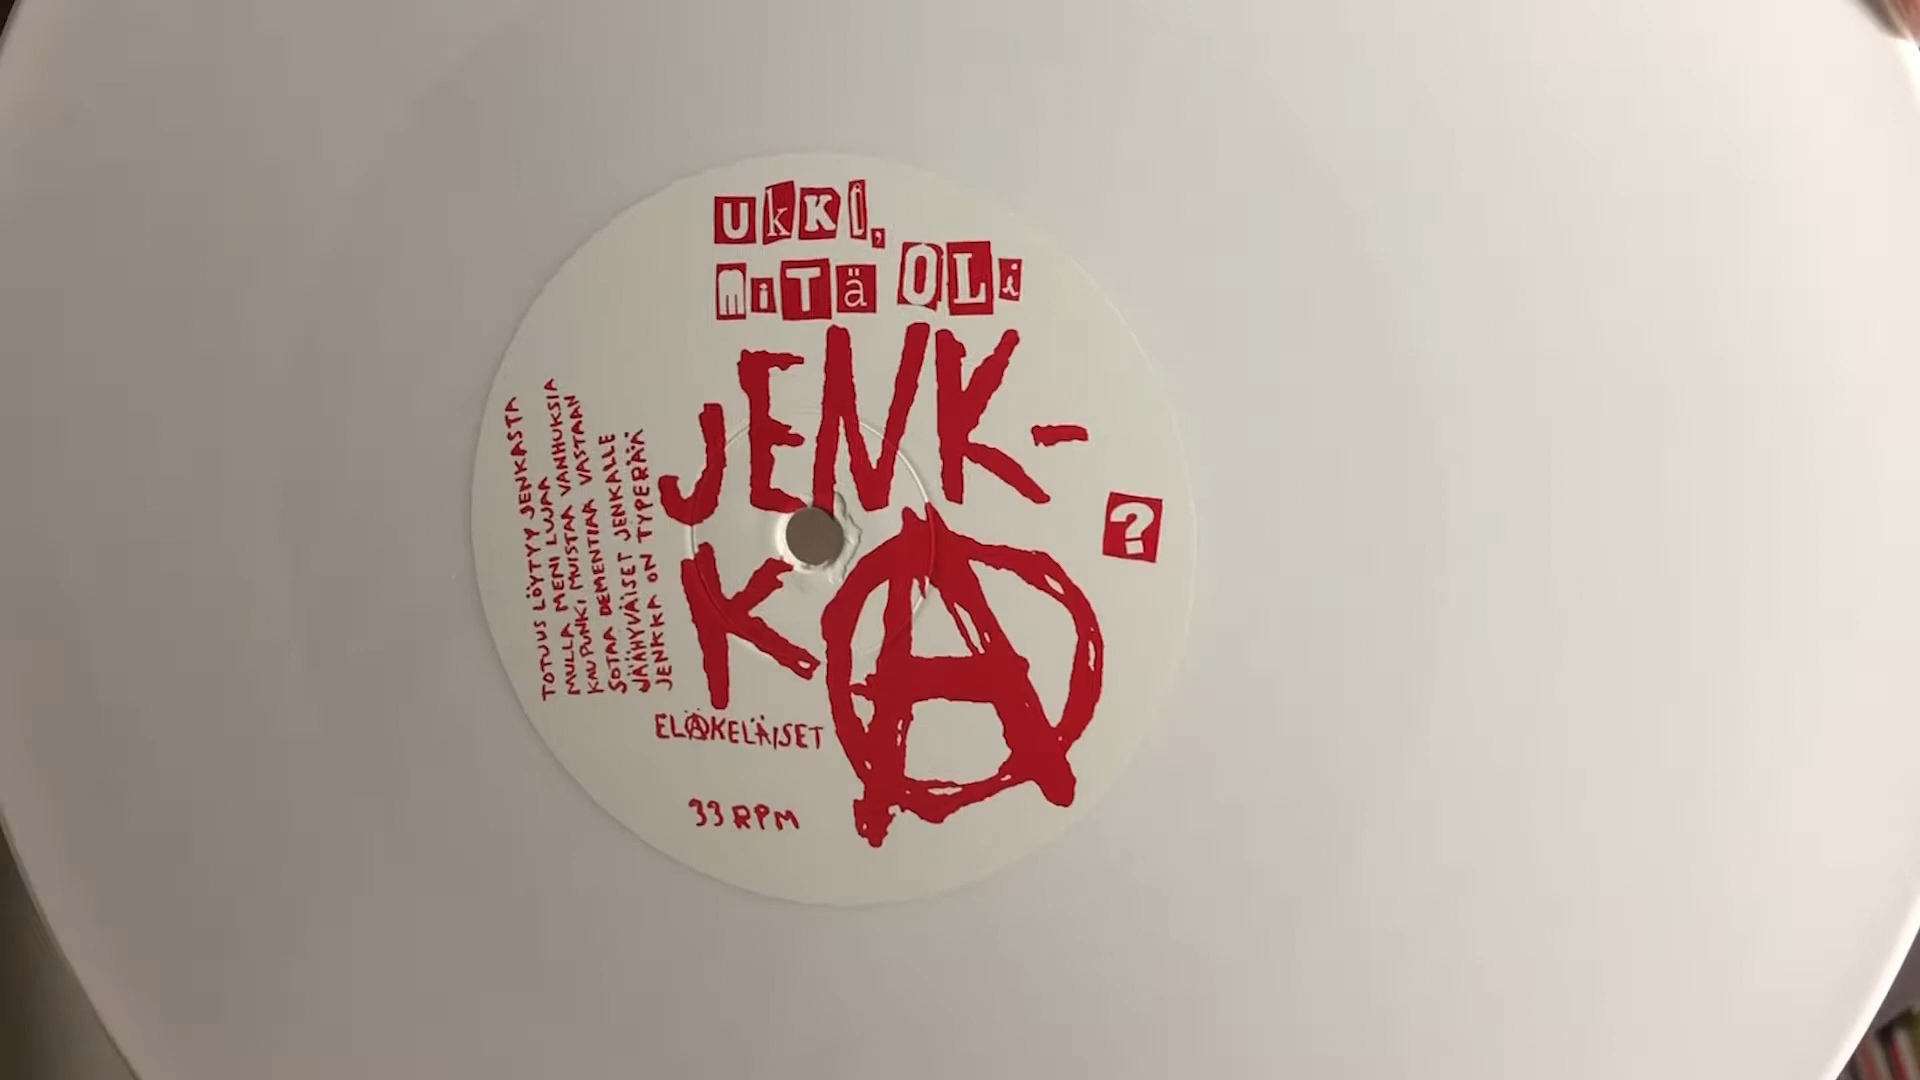 UKKI,
MITÄ OLI
JENK-
KA
?
TOTUUS LÖYTYY JENKASTA
MULLA MENI LUJAA
KAUPUNKI MUISTAA VANHUKSIA
SOTAA DEMENTIAA VASTAAN
JÄÄHYVÄISET JENKALLE
JENKKA ON TYPERÄÄ
ELÄKELÄISET
33 RPM